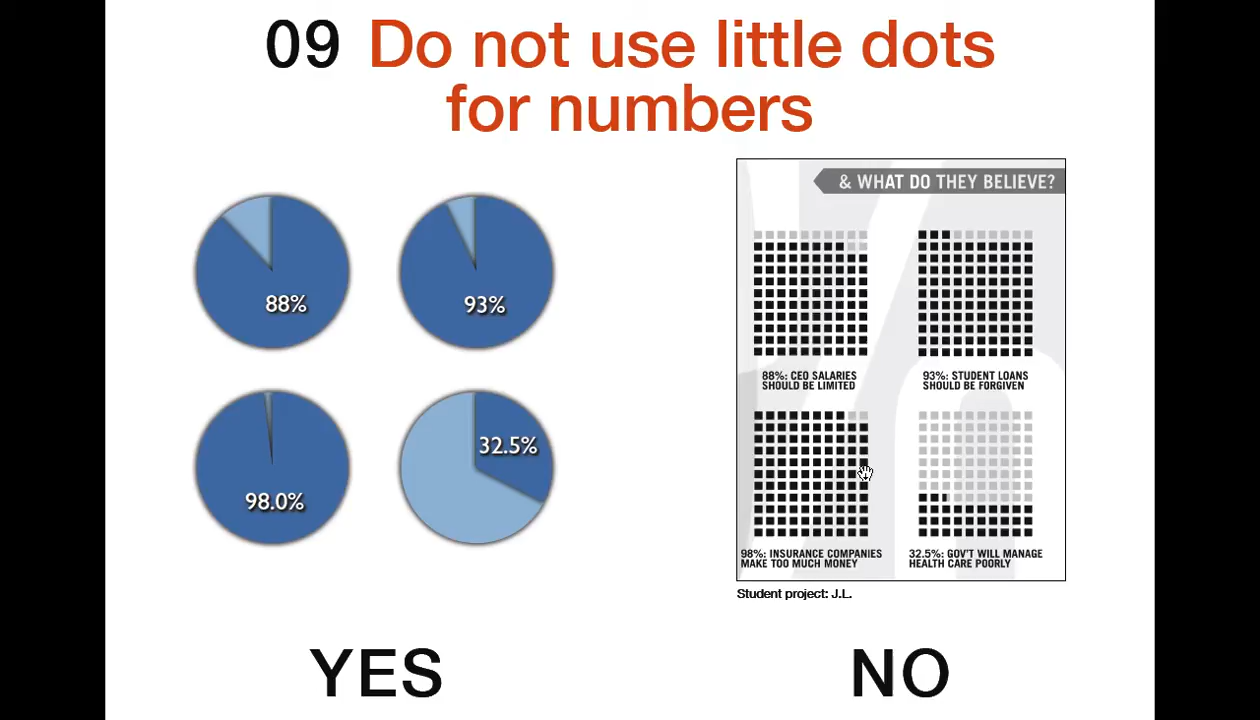 09 Do not use little dots
for numbers
88%
93%
98.0%
32.5%
& WHAT DO THEY BELIEVE?
88%: CEO SALARIES
SHOULD BE LIMITED
93%: STUDENT LOANS
SHOULD BE FORGIVEN
98%: INSURANCE COMPANIES
MAKE TOO MUCH MONEY
32.5%: GOV'T WILL MANAGE
HEALTH CARE POORLY
Student project: J.L.
YES
NO